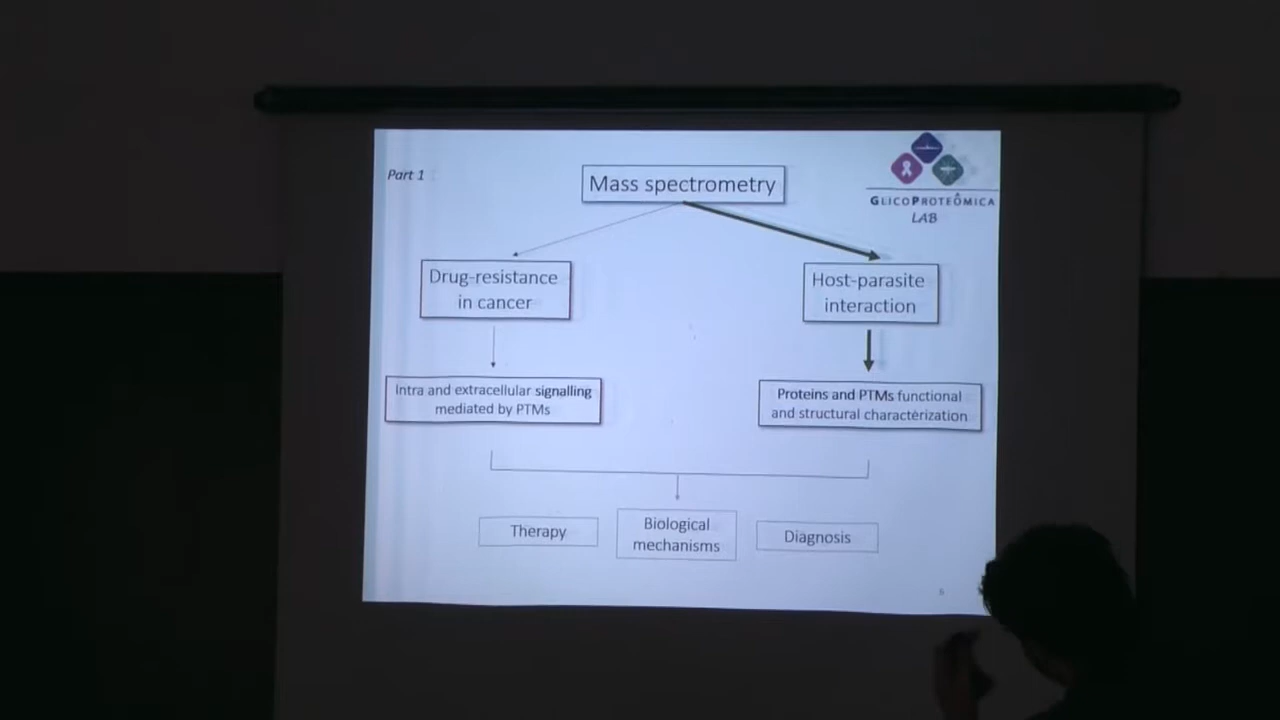 Part 1
Mass spectrometry
GLICOPROTEÔMICA
LAB
Drug-resistance
in cancer
Host-parasite
interaction
Intra and extracellular signalling
mediated by PTMs
Proteins and PTMs functional
and structural characterization
Therapy
Biological
mechanisms
Diagnosis
5